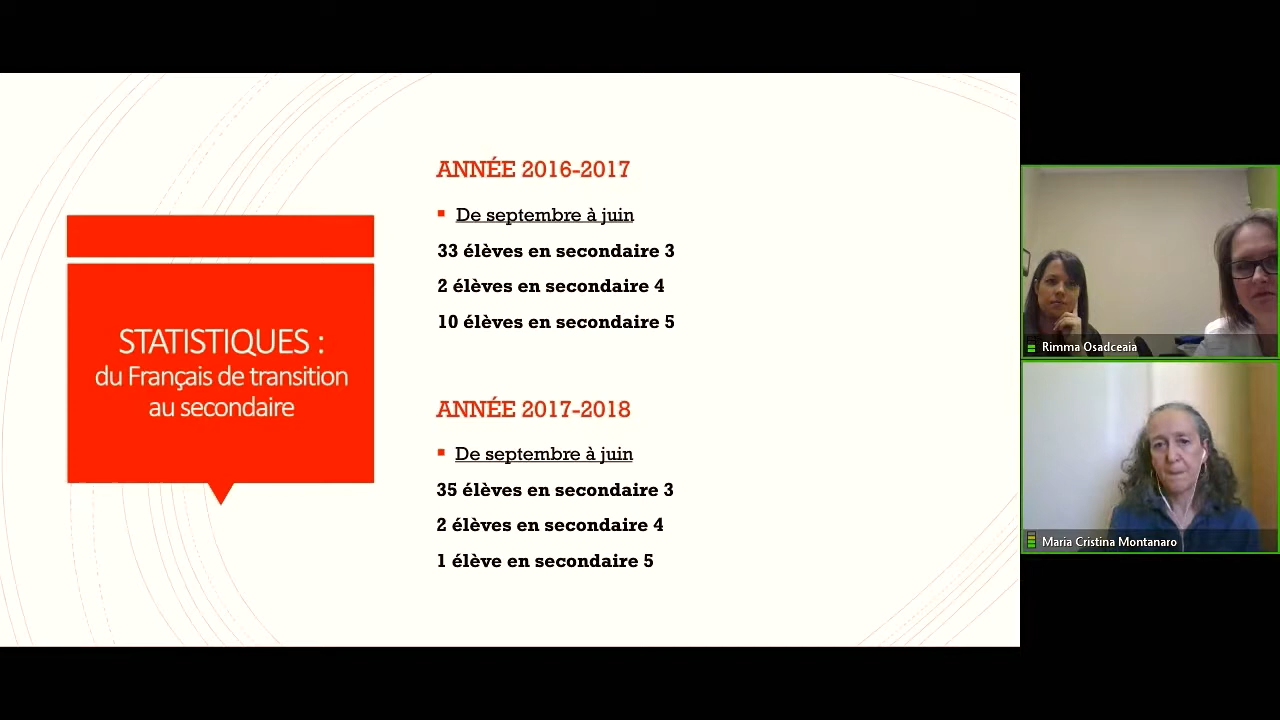 STATISTIQUES :
du Français de transition
au secondaire
ANNÉE 2016-2017
De septembre à juin
33 élèves en secondaire 3
2 élèves en secondaire 4
10 élèves en secondaire 5
ANNÉE 2017-2018
De septembre à juin
35 élèves en secondaire 3
2 élèves en secondaire 4
1 élève en secondaire 5
Rimma Osadceaia
Maria Cristina Montanaro